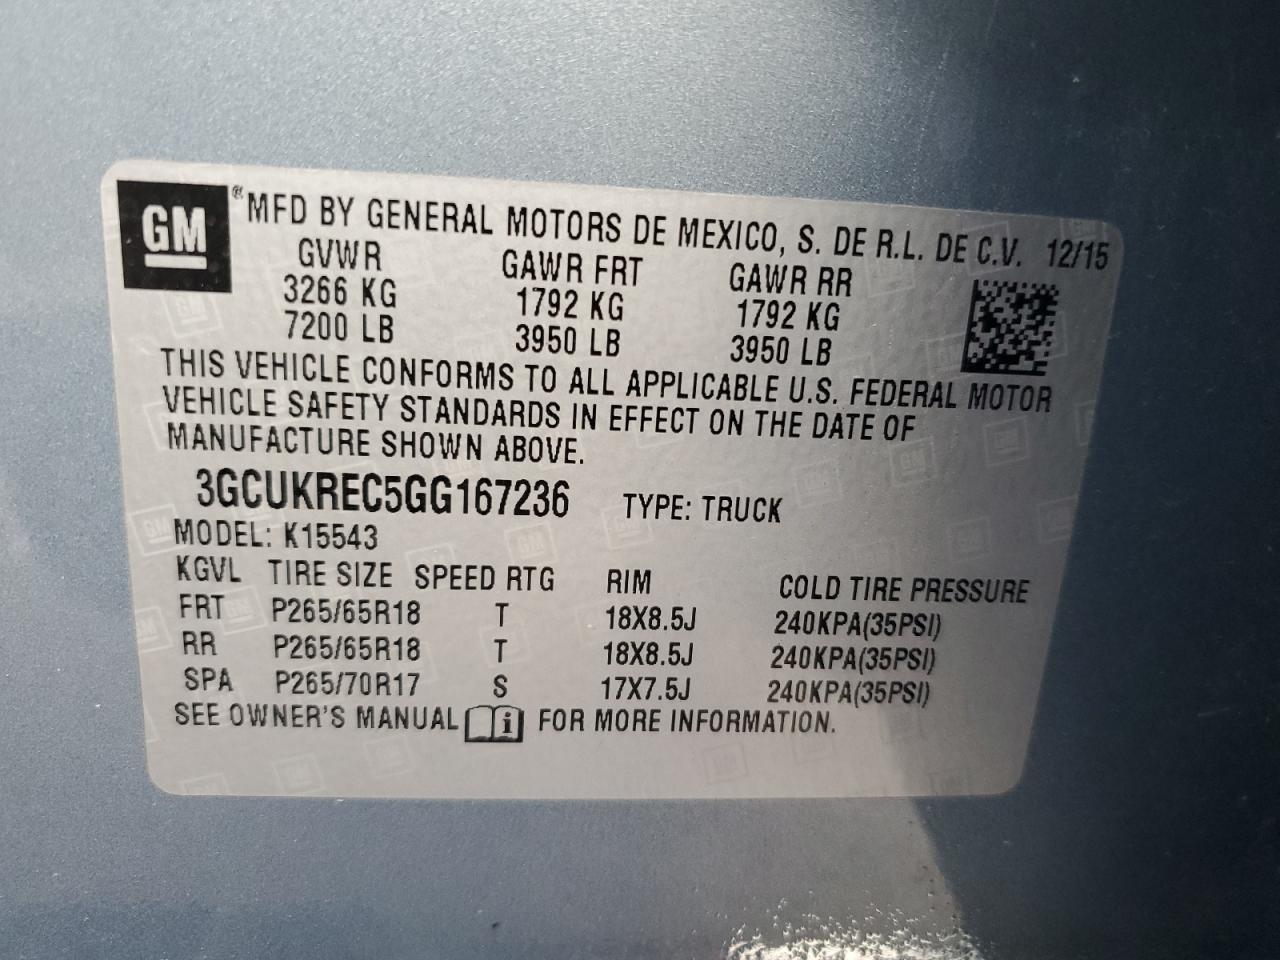 GM ® MFD BY GENERAL MOTORS DE MEXICO, S. DE R.L. DE C.V. 12/15
GVWR GAWR FRT GAWR RR
3266 KG 1792 KG 1792 KG
7200 LB 3950 LB 3950 LB
THIS VEHICLE CONFORMS TO ALL APPLICABLE U.S. FEDERAL MOTOR
VEHICLE SAFETY STANDARDS IN EFFECT ON THE DATE OF
MANUFACTURE SHOWN ABOVE.
3GCUKREC5GG167236 TYPE: TRUCK
MODEL: K15543
KGVL TIRE SIZE SPEED RTG RIM COLD TIRE PRESSURE
FRT P265/65R18 T 18X8.5J 240KPA(35PSI)
RR P265/65R18 T 18X8.5J 240KPA(35PSI)
SPA P265/70R17 S 17X7.5J 240KPA(35PSI)
SEE OWNER'S MANUAL i FOR MORE INFORMATION.